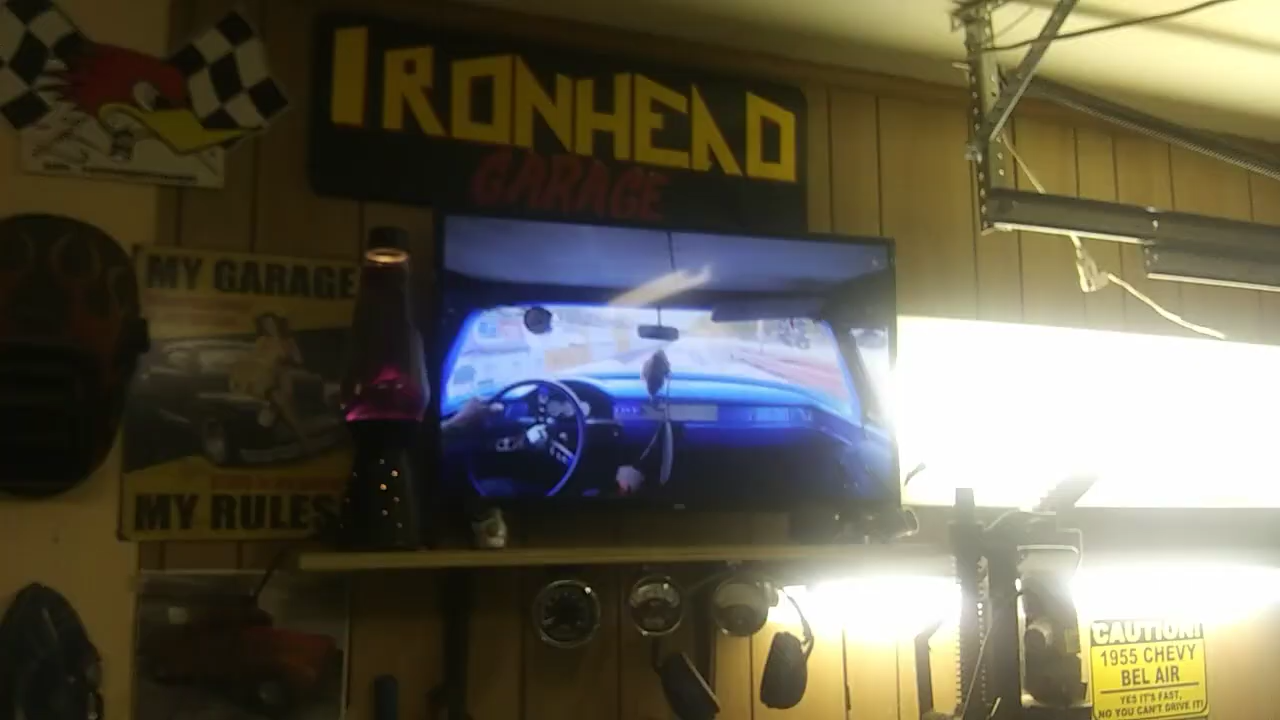 IRONHEAD
GARAGE
MY GARAGE
MY RULES
CAUTION!
1955 CHEVY
BEL AIR
YES IT'S FAST,
NO YOU CAN'T DRIVE IT!